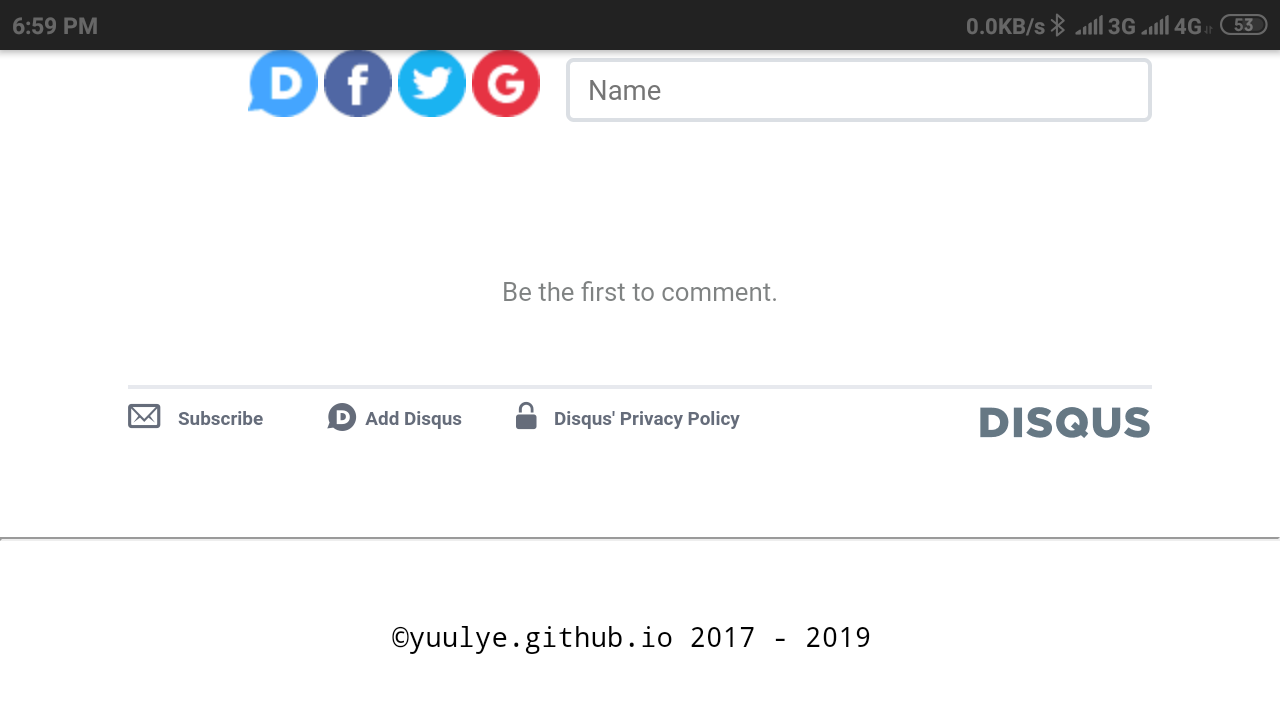 6:59 PM 0.0KB/s 3G 4G 53
Name
Be the first to comment.
Subscribe Add Disqus Disqus' Privacy Policy DISQUS
©yuulye.github.io 2017 - 2019